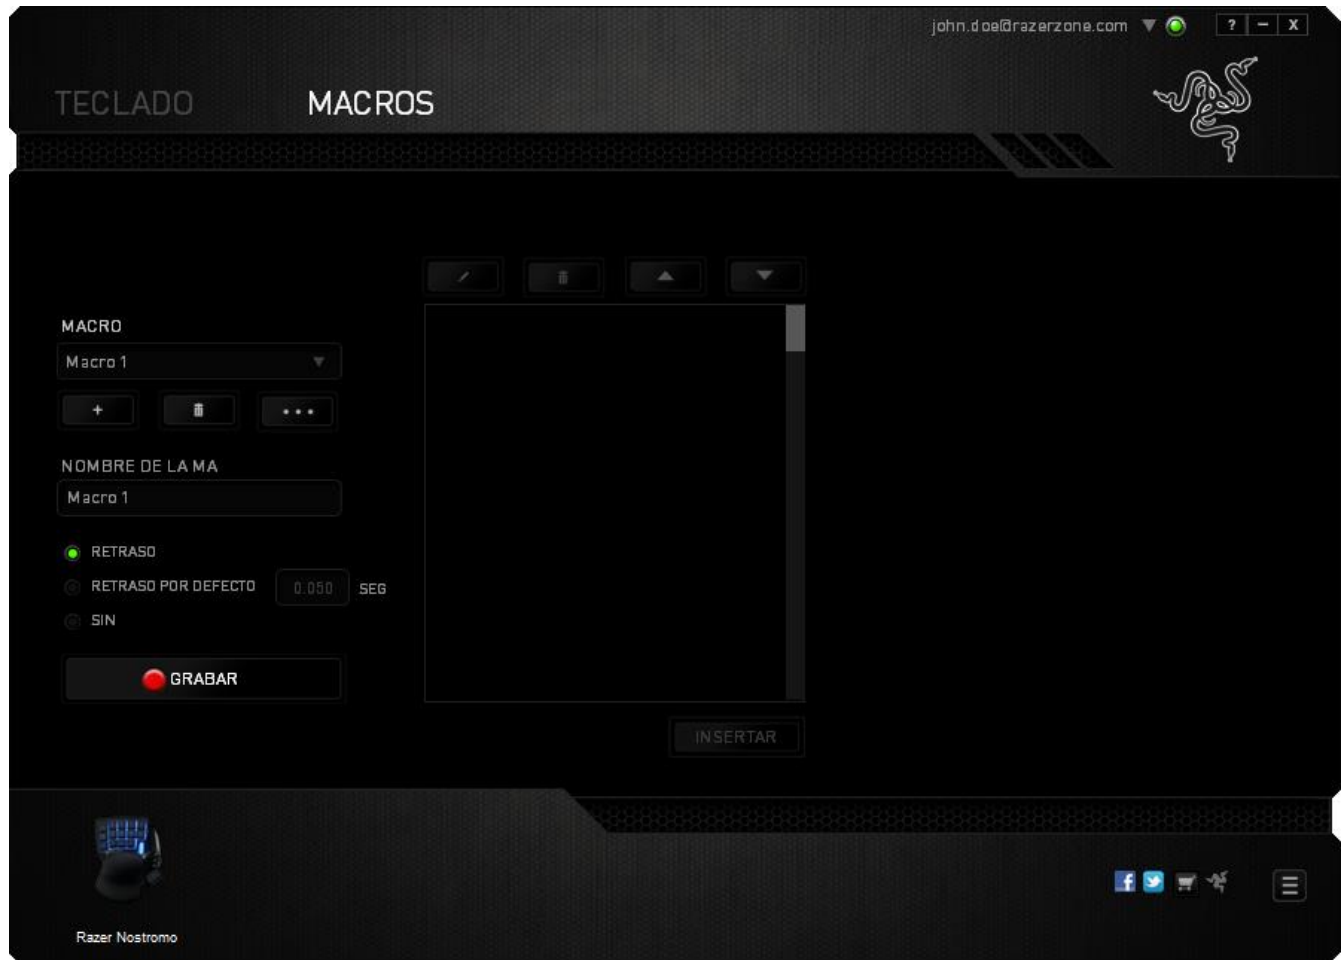 john.doe@razerzone.com
? – X
TECLADO MACROS
MACRO
Macro 1
+ •••
NOMBRE DE LA MA
Macro 1
RETRASO
RETRASO POR DEFECTO 0.050 SEG
SIN
GRABAR
INSERTAR
Razer Nostromo